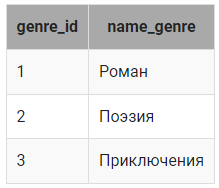 genre_id name_genre
1 Роман
2 Поэзия
3 Приключения